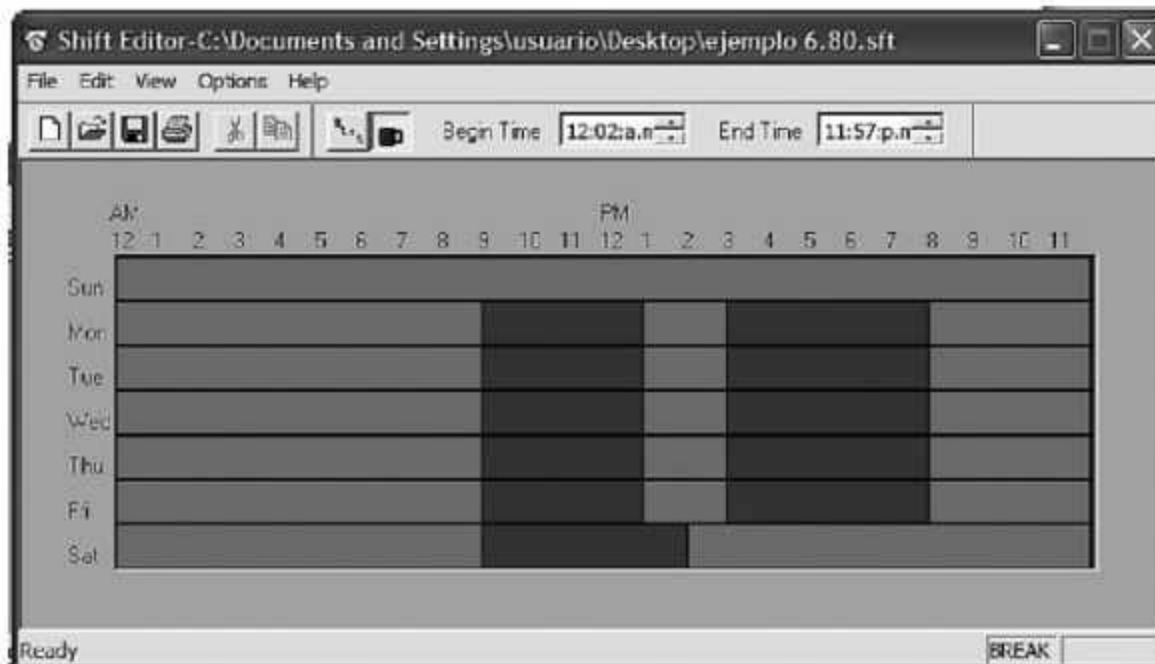 Shift Editor-C:\Documents and Settings\usuario\Desktop\ejemplo 6.80.sft
File Edit View Options Help
Begin Time 12:02:a.n End Time 11:57:p.n
AM PM
12 1 2 3 4 5 6 7 8 9 10 11 12 1 2 3 4 5 6 7 8 9 10 11
Sun
Mon
Tue
Wed
Thu
Fri
Sat
Ready BREAK